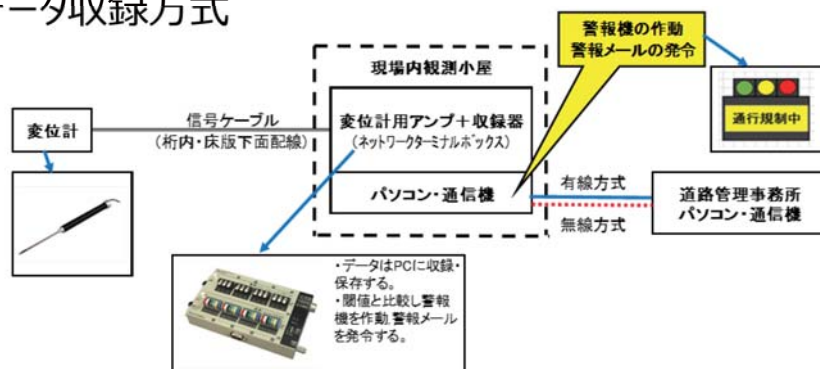 データ収録方式
警報機の作動
警報メールの発令
現場内観測小屋
通行規制中
変位計
信号ケーブル
(桁内・床版下面配線)
変位計用アンプ+収録器
(ネットワークターミナルボックス)
パソコン・通信機
有線方式
無線方式
道路管理事務所
パソコン・通信機
・データはPCに収録・
保存する。
・閾値と比較し警報
機を作動,警報メール
を発令する。